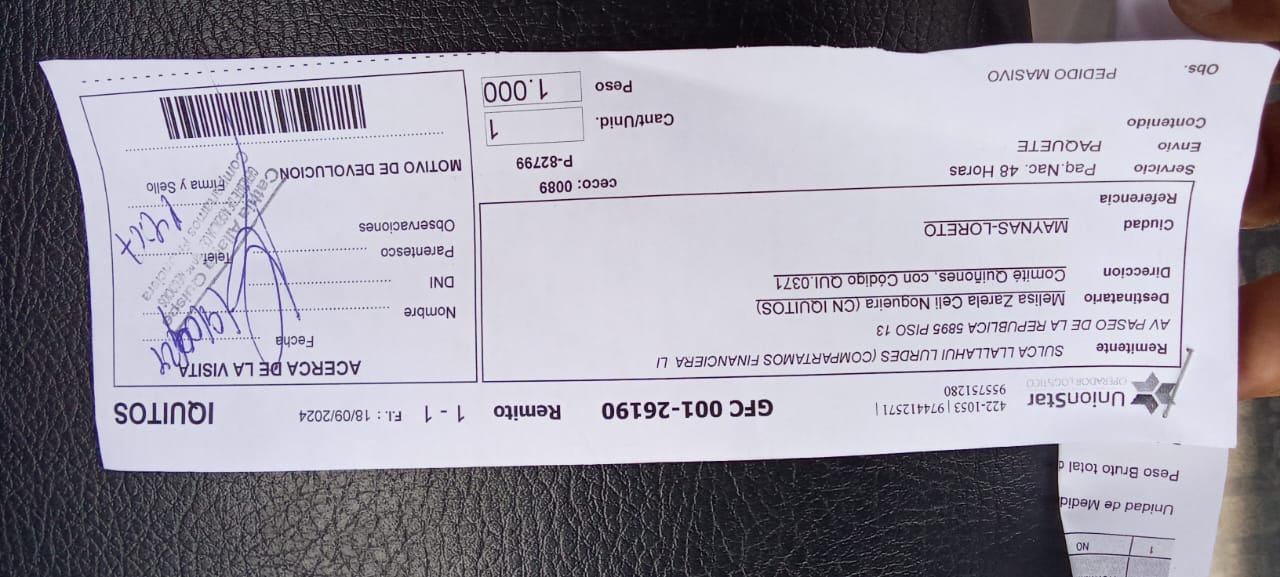 UnionStar
OPERADOR LOGÍSTICO
422-1053 | 974412571 |
955751280
GFC 001-26190
Remito
1 - 1
F.I. : 18/09/2024
IQUITOS
Remitente SULCA LLALLAHUI LURDES (COMPARTAMOS FINANCIERA LI
AV PASEO DE LA REPUBLICA 5895 PISO 13
Destinatario Melisa Zarela Celi Nogueira (CN IQUITOS)
Direccion Comité Quiñones, con Código QUI.0371
Ciudad MAYNAS-LORETO
Referencia
Servicio Paq.Nac. 48 Horas
ceco: 0089
Envio PAQUETE
P-82799
Contenido
Cant/Unid. 1
Peso 1.000
Obs. PEDIDO MASIVO
ACERCA DE LA VISITA
Fecha
Nombre
DNI
Parentesco
Telef.
Observaciones
MOTIVO DE DEVOLUCION
Firma y Sello
Unidad de Medid
Peso Bruto total
1 NO